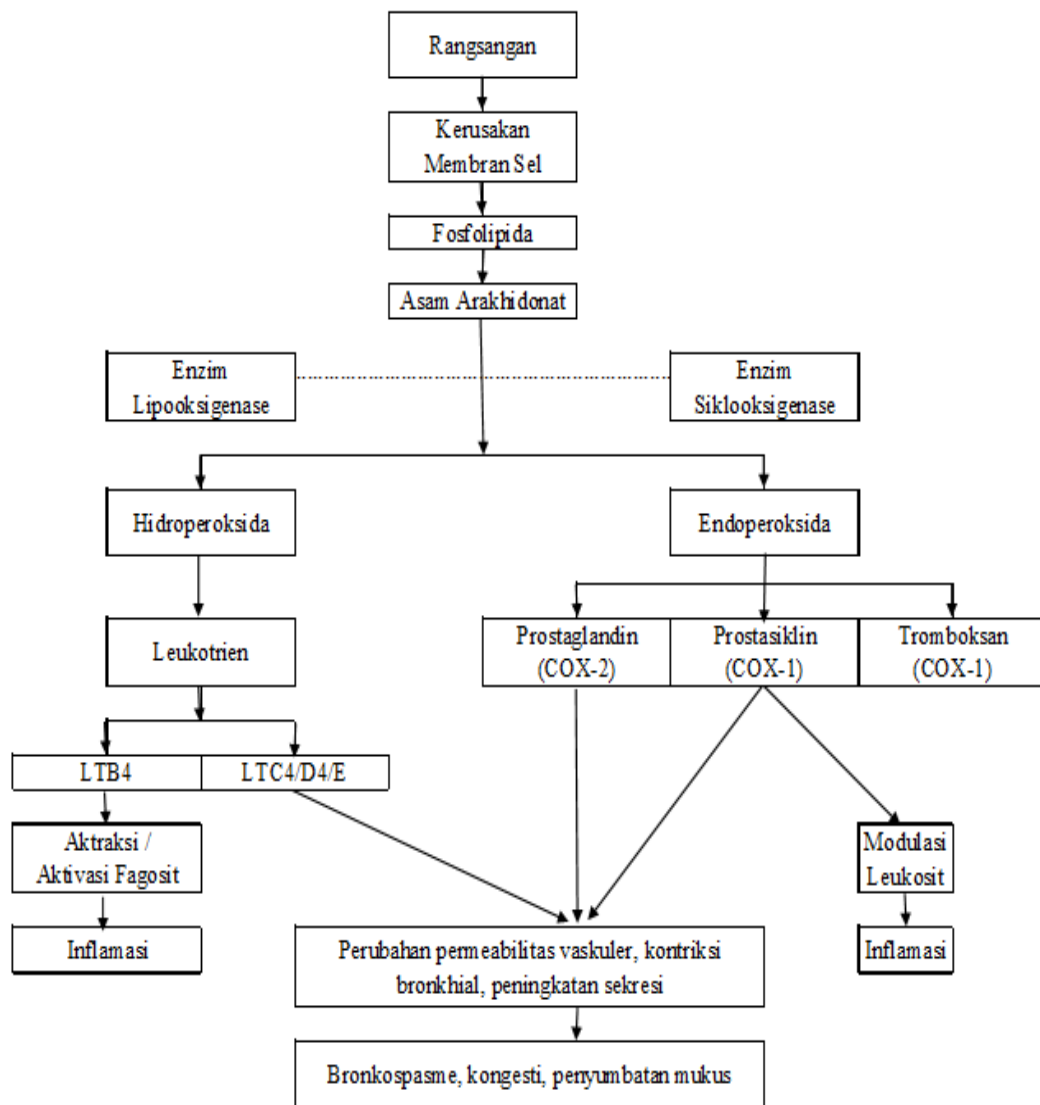 Rangsangan
Kerusakan
Membran Sel
Fosfolipida
Asam Arakhidonat
Enzim
Lipooksigenase
Enzim
Siklooksigenase
Hidroperoksida
Endoperoksida
Leukotrien
Prostaglandin
(COX-2)
Prostasiklin
(COX-1)
Tromboksan
(COX-1)
LTB4
LTC4/D4/E
Aktraksi /
Aktivasi Fagosit
Modulasi
Leukosit
Inflamasi
Perubahan permeabilitas vaskuler, kontriksi
bronkhial, peningkatan sekresi
Inflamasi
Bronkospasme, kongesti, penyumbatan mukus